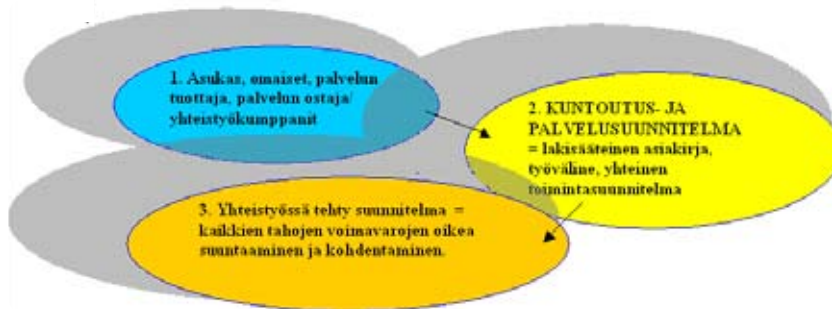 1. Asukas, omaiset, palvelun
tuottaja, palvelun ostaja/
yhteistyökumppanit
2. KUNTOUTUS- JA
PALVELUSUUNNITELMA
= lakisääteinen asiakirja,
työväline, yhteinen
toimintasuunnitelma
3. Yhteistyössä tehty suunnitelma =
kaikkien tahojen voimavarojen oikea
suuntaaminen ja kohdentaminen.